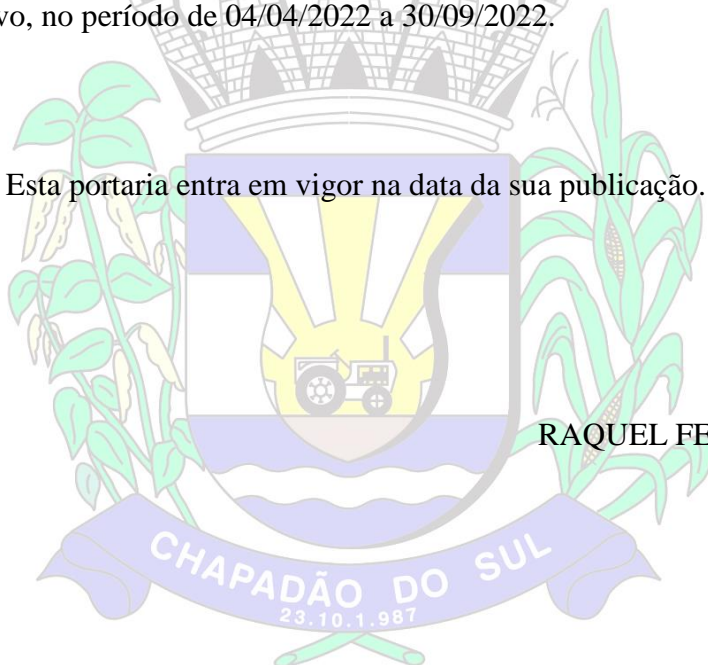 vo, no período de 04/04/2022 a 30/09/2022.
Esta portaria entra em vigor na data da sua publicação.
RAQUEL FE
CHAPADÃO DO SUL
23.10.1.987